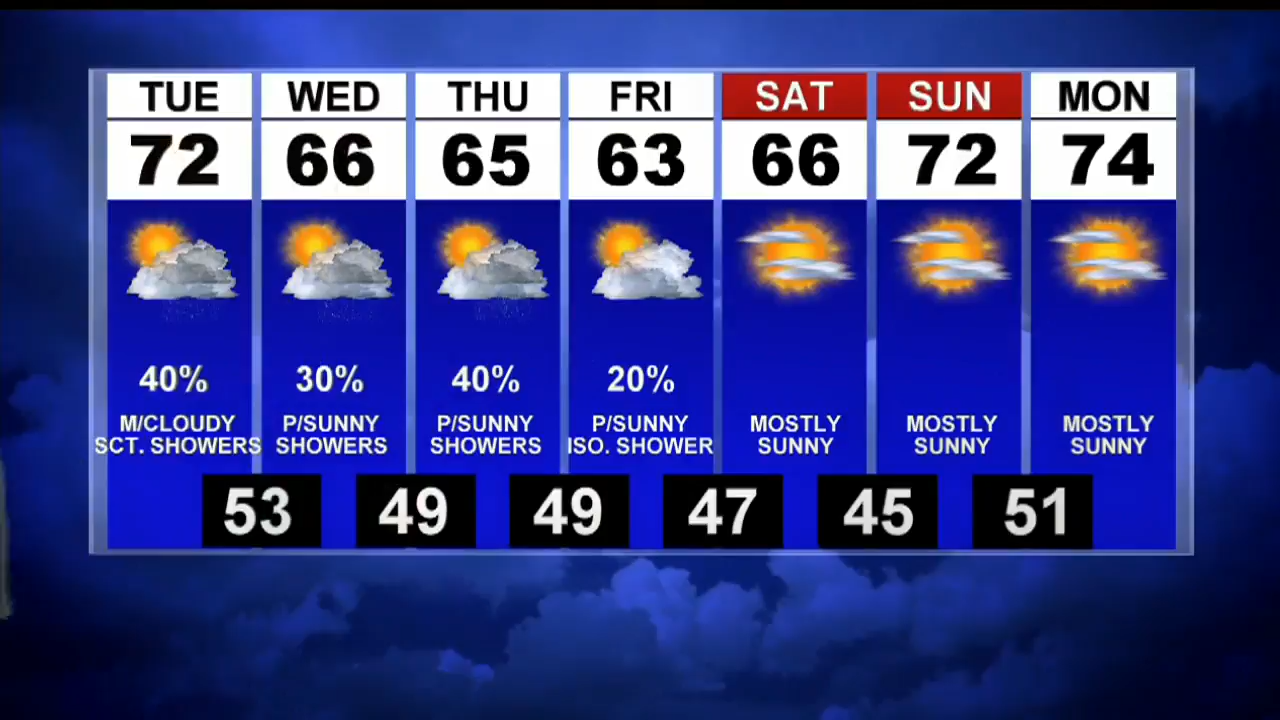 TUE WED THU FRI SAT SUN MON
72 66 65 63 66 72 74
40% 30% 40% 20%
M/CLOUDY P/SUNNY P/SUNNY P/SUNNY MOSTLY MOSTLY MOSTLY
SCT. SHOWERS SHOWERS SHOWERS ISO. SHOWER SUNNY SUNNY SUNNY
53 49 49 47 45 51